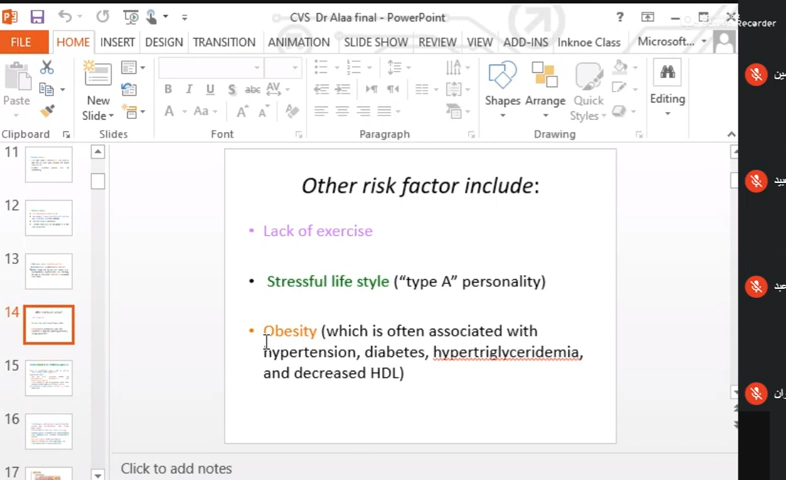 CVS Dr Alaa final - PowerPoint
Recorder
FILE HOME INSERT DESIGN TRANSITION ANIMATION SLIDE SHOW REVIEW VIEW ADD-INS Inknoe Class Microsoft...
Paste
New
Slide
Shapes Arrange Quick
Styles
Editing
B I U S abc AV
A Aa A A
Clipboard Slides Font Paragraph Drawing
11
12
13
14
15
16
17
Other risk factor include:
• Lack of exercise
• Stressful life style (“type A” personality)
• Obesity (which is often associated with
hypertension, diabetes, hypertriglyceridemia,
and decreased HDL)
Click to add notes